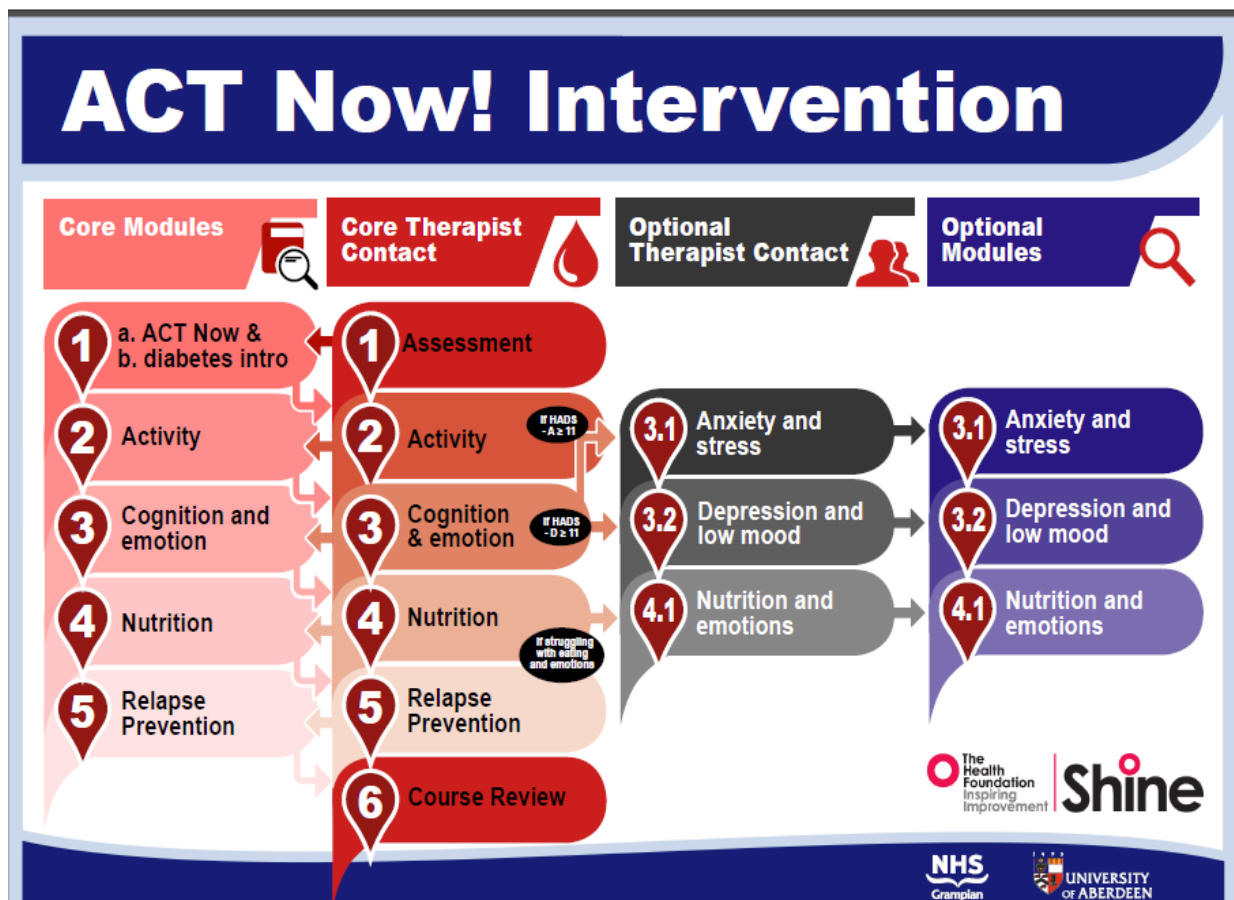 ACT Now! Intervention
Core Modules
1
a. ACT Now &
b. diabetes intro
2
Activity
3
Cognition and
emotion
4
Nutrition
5
Relapse
Prevention
Core Therapist
Contact
1
Assessment
2
Activity
If HADS
- A ≥ 11
3
Cognition
& emotion
If HADS
- D ≥ 11
4
Nutrition
If struggling
with eating
and emotions
5
Relapse
Prevention
6
Course Review
Optional
Therapist Contact
3.1
Anxiety and
stress
3.2
Depression and
low mood
4.1
Nutrition and
emotions
Optional
Modules
3.1
Anxiety and
stress
3.2
Depression and
low mood
4.1
Nutrition and
emotions
The
Health
Foundation
Inspiring
Improvement
Shine
NHS
Grampian
UNIVERSITY
OF ABERDEEN